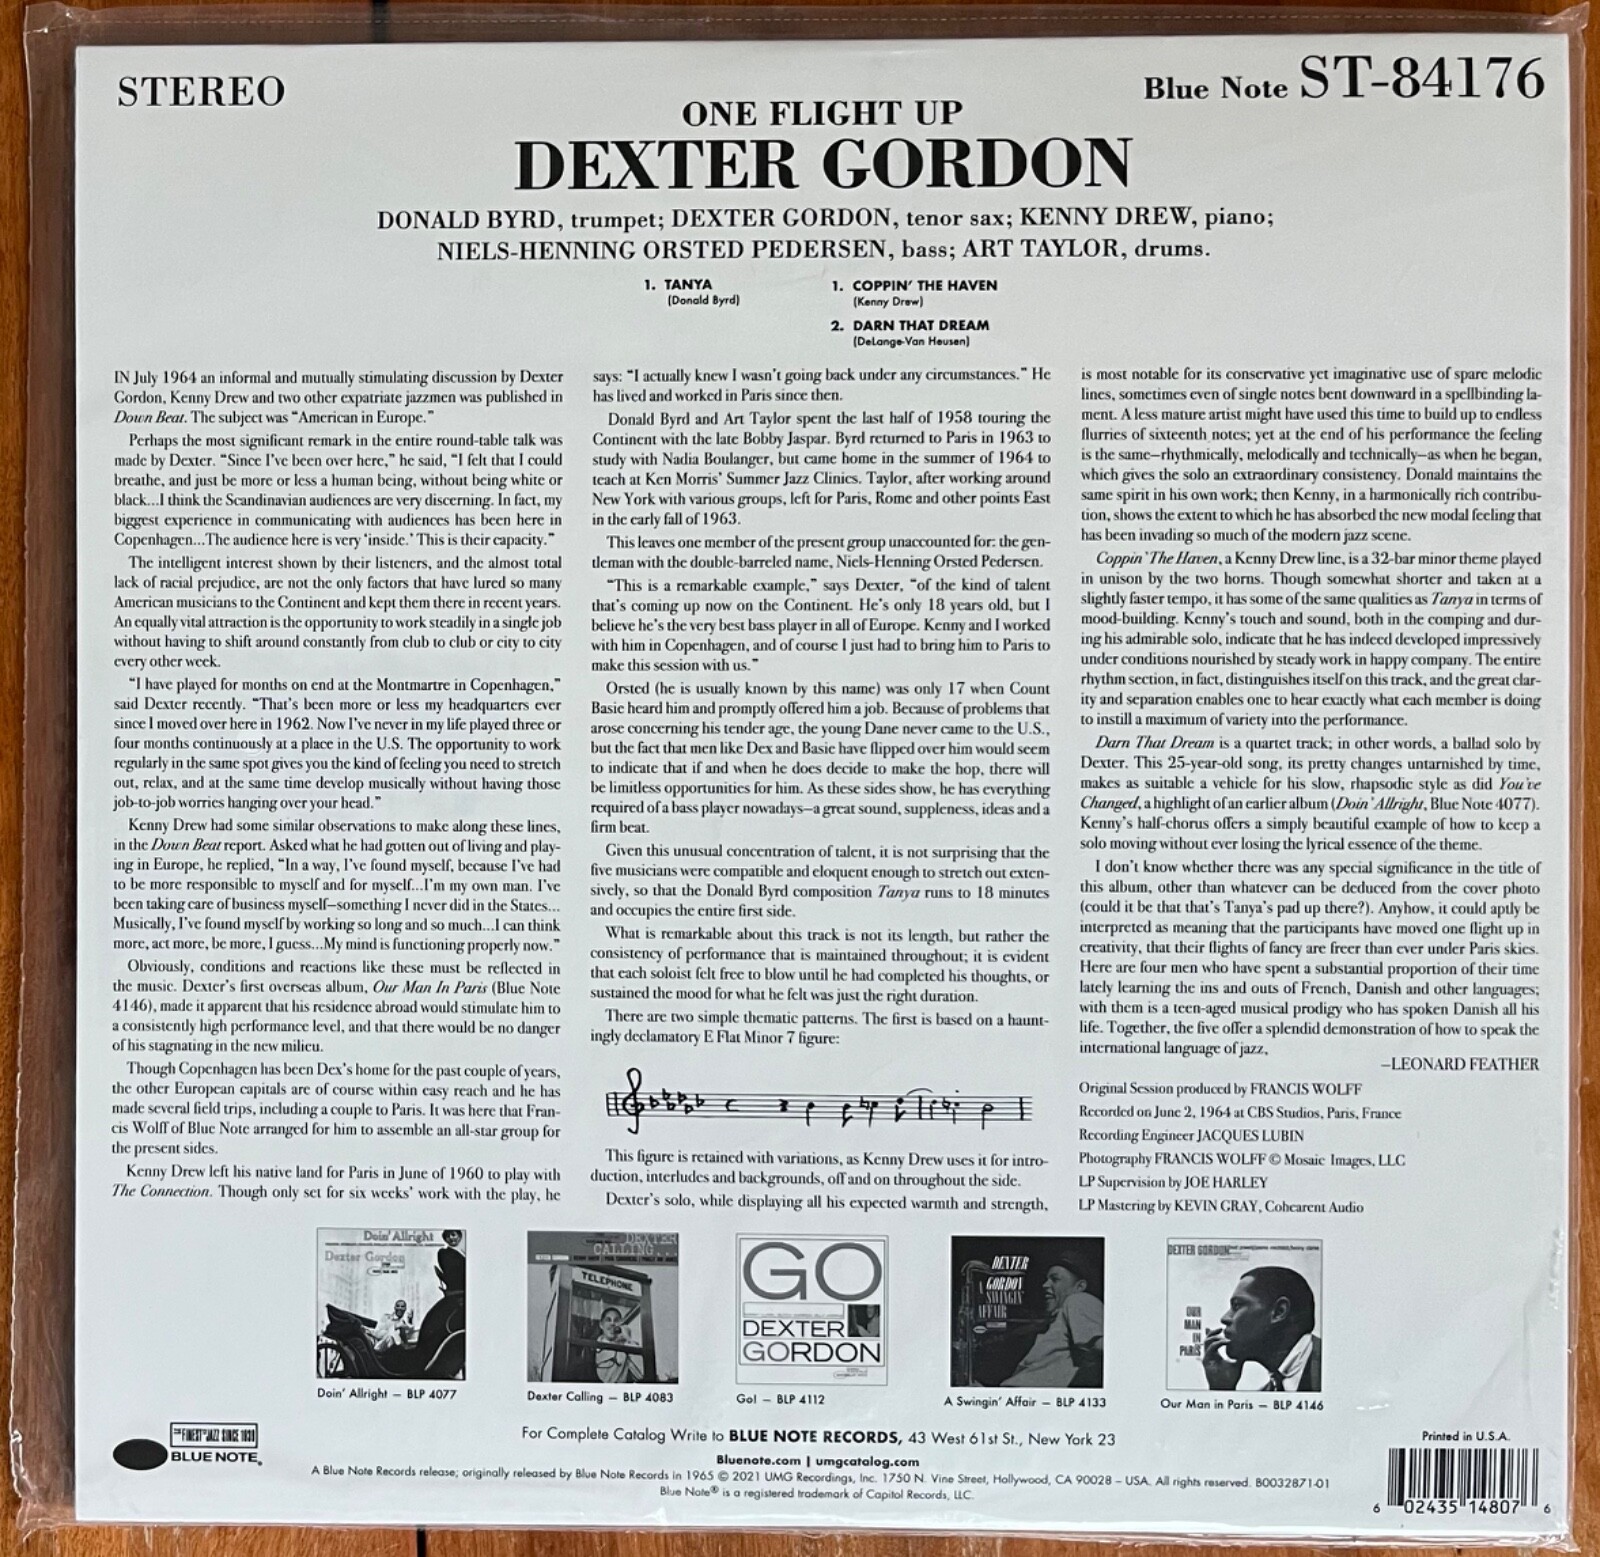 STEREO
Blue Note ST-84176
ONE FLIGHT UP
DEXTER GORDON
DONALD BYRD, trumpet; DEXTER GORDON, tenor sax; KENNY DREW, piano;
NIELS-HENNING ORSTED PEDERSEN, bass; ART TAYLOR, drums.
1. TANYA
(Donald Byrd)
1. COPPIN' THE HAVEN
(Kenny Drew)
2. DARN THAT DREAM
(DeLange-Van Heusen)
IN July 1964 an informal and mutually stimulating discussion by Dexter
Gordon, Kenny Drew and two other expatriate jazzmen was published in
Down Beat. The subject was "American in Europe."
Perhaps the most significant remark in the entire round-table talk was
made by Dexter. "Since I've been over here," he said, "I felt that I could
breathe, and just be more or less a human being, without being white or
black...I think the Scandinavian audiences are very discerning. In fact, my
biggest experience in communicating with audiences has been here in
Copenhagen...The audience here is very 'inside.' This is their capacity."
The intelligent interest shown by their listeners, and the almost total
lack of racial prejudice, are not the only factors that have lured so many
American musicians to the Continent and kept them there in recent years.
An equally vital attraction is the opportunity to work steadily in a single job
without having to shift around constantly from club to club or city to city
every other week.
"I have played for months on end at the Montmartre in Copenhagen,"
said Dexter recently. "That's been more or less my headquarters ever
since I moved over here in 1962. Now I've never in my life played three or
four months continuously at a place in the U.S. The opportunity to work
regularly in the same spot gives you the kind of feeling you need to stretch
out, relax, and at the same time develop musically without having those
job-to-job worries hanging over your head."
Kenny Drew had some similar observations to make along these lines,
in the Down Beat report. Asked what he had gotten out of living and play-
ing in Europe, he replied, "In a way, I've found myself, because I've had
to be more responsible to myself and for myself...I'm my own man. I've
been taking care of business myself—something I never did in the States...
Musically, I've found myself by working so long and so much...I can think
more, act more, be more, I guess...My mind is functioning properly now."
Obviously, conditions and reactions like these must be reflected in
the music. Dexter's first overseas album, Our Man In Paris (Blue Note
4146), made it apparent that his residence abroad would stimulate him to
a consistently high performance level, and that there would be no danger
of his stagnating in the new milieu.
Though Copenhagen has been Dex's home for the past couple of years,
the other European capitals are of course within easy reach and he has
made several field trips, including a couple to Paris. It was here that Fran-
cis Wolff of Blue Note arranged for him to assemble an all-star group for
the present sides.
Kenny Drew left his native land for Paris in June of 1960 to play with
The Connection. Though only set for six weeks' work with the play, he
says: "I actually knew I wasn't going back under any circumstances." He
has lived and worked in Paris since then.
Donald Byrd and Art Taylor spent the last half of 1958 touring the
Continent with the late Bobby Jaspar. Byrd returned to Paris in 1963 to
study with Nadia Boulanger, but came home in the summer of 1964 to
teach at Ken Morris' Summer Jazz Clinics. Taylor, after working around
New York with various groups, left for Paris, Rome and other points East
in the early fall of 1963.
This leaves one member of the present group unaccounted for: the gen-
tleman with the double-barreled name, Niels-Henning Orsted Pedersen.
"This is a remarkable example," says Dexter, "of the kind of talent
that's coming up now on the Continent. He's only 18 years old, but I
believe he's the very best bass player in all of Europe. Kenny and I worked
with him in Copenhagen, and of course I just had to bring him to Paris to
make this session with us."
Orsted (he is usually known by this name) was only 17 when Count
Basie heard him and promptly offered him a job. Because of problems that
arose concerning his tender age, the young Dane never came to the U.S.,
but the fact that men like Dex and Basie have flipped over him would seem
to indicate that if and when he does decide to make the hop, there will
be limitless opportunities for him. As these sides show, he has everything
required of a bass player nowadays—a great sound, suppleness, ideas and a
firm beat.
Given this unusual concentration of talent, it is not surprising that the
five musicians were compatible and eloquent enough to stretch out exten-
sively, so that the Donald Byrd composition Tanya runs to 18 minutes
and occupies the entire first side.
What is remarkable about this track is not its length, but rather the
consistency of performance that is maintained throughout; it is evident
that each soloist felt free to blow until he had completed his thoughts, or
sustained the mood for what he felt was just the right duration.
There are two simple thematic patterns. The first is based on a haunt-
ingly declamatory E Flat Minor 7 figure:
This figure is retained with variations, as Kenny Drew uses it for intro-
duction, interludes and backgrounds, off and on throughout the side.
Dexter's solo, while displaying all his expected warmth and strength,
is most notable for its conservative yet imaginative use of spare melodic
lines, sometimes even of single notes bent downward in a spellbinding la-
ment. A less mature artist might have used this time to build up to endless
flurries of sixteenth notes; yet at the end of his performance the feeling
is the same—rhythmically, melodically and technically—as when he began,
which gives the solo an extraordinary consistency. Donald maintains the
same spirit in his own work; then Kenny, in a harmonically rich contribu-
tion, shows the extent to which he has absorbed the new modal feeling that
has been invading so much of the modern jazz scene.
Coppin' The Haven, a Kenny Drew line, is a 32-bar minor theme played
in unison by the two horns. Though somewhat shorter and taken at a
slightly faster tempo, it has some of the same qualities as Tanya in terms of
mood-building. Kenny's touch and sound, both in the comping and dur-
ing his admirable solo, indicate that he has indeed developed impressively
under conditions nourished by steady work in happy company. The entire
rhythm section, in fact, distinguishes itself on this track, and the great clar-
ity and separation enables one to hear exactly what each member is doing
to instill a maximum of variety into the performance.
Darn That Dream is a quartet track; in other words, a ballad solo by
Dexter. This 25-year-old song, its pretty changes untarnished by time,
makes as suitable a vehicle for his slow, rhapsodic style as did You've
Changed, a highlight of an earlier album (Doin' Allright, Blue Note 4077).
Kenny's half-chorus offers a simply beautiful example of how to keep a
solo moving without ever losing the lyrical essence of the theme.
I don't know whether there was any special significance in the title of
this album, other than whatever can be deduced from the cover photo
(could it be that that's Tanya's pad up there?). Anyhow, it could aptly be
interpreted as meaning that the participants have moved one flight up in
creativity, that their flights of fancy are freer than ever under Paris skies.
Here are four men who have spent a substantial proportion of their time
lately learning the ins and outs of French, Danish and other languages;
with them is a teen-aged musical prodigy who has spoken Danish all his
life. Together, the five offer a splendid demonstration of how to speak the
international language of jazz,
—LEONARD FEATHER
Original Session produced by FRANCIS WOLFF
Recorded on June 2, 1964 at CBS Studios, Paris, France
Recording Engineer JACQUES LUBIN
Photography FRANCIS WOLFF © Mosaic Images, LLC
LP Supervision by JOE HARLEY
LP Mastering by KEVIN GRAY, Cohearent Audio
Doin' Allright
Dexter Gordon
DEXTER
CALLING...
TELEPHONE
GO
DEXTER
GORDON
DEXTER
GORDON
SWINGIN'
AFFAIR
DEXTER GORDON
OUR
MAN
IN
PARIS
Doin' Allright – BLP 4077
Dexter Calling – BLP 4083
Go! – BLP 4112
A Swingin' Affair – BLP 4133
Our Man in Paris – BLP 4146
THE FINEST IN JAZZ SINCE 1939
BLUE NOTE
For Complete Catalog Write to BLUE NOTE RECORDS, 43 West 61st St., New York 23
Bluenote.com | umgcatalog.com
A Blue Note Records release; originally released by Blue Note Records in 1965 © 2021 UMG Recordings, Inc. 1750 N. Vine Street, Hollywood, CA 90028 – USA. All rights reserved. B0032871-01
Blue Note® is a registered trademark of Capitol Records, LLC.
Printed in U.S.A.
6 02435 14807 6